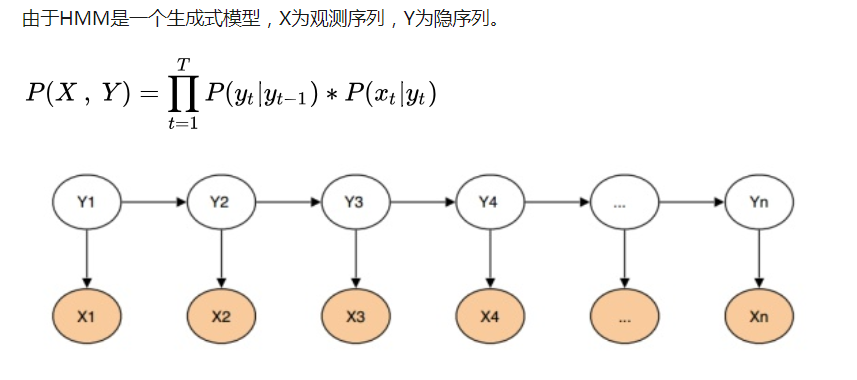 由于HMM是一个生成式模型，X为观测序列，Y为隐序列。
P(X , Y) = ∏_{t=1}^{T} P(y_t|y_{t−1}) * P(x_t|y_t)
Y1 Y2 Y3 Y4 ... Yn
X1 X2 X3 X4 ... Xn